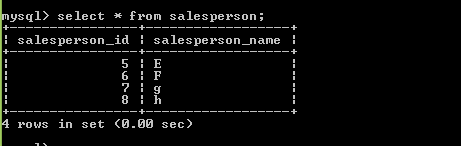 mysql> select * from salesperson;
+----------------+------------------+
| salesperson_id | salesperson_name |
+----------------+------------------+
|              5 | E                |
|              6 | F                |
|              7 | g                |
|              8 | h                |
+----------------+------------------+
4 rows in set (0.00 sec)